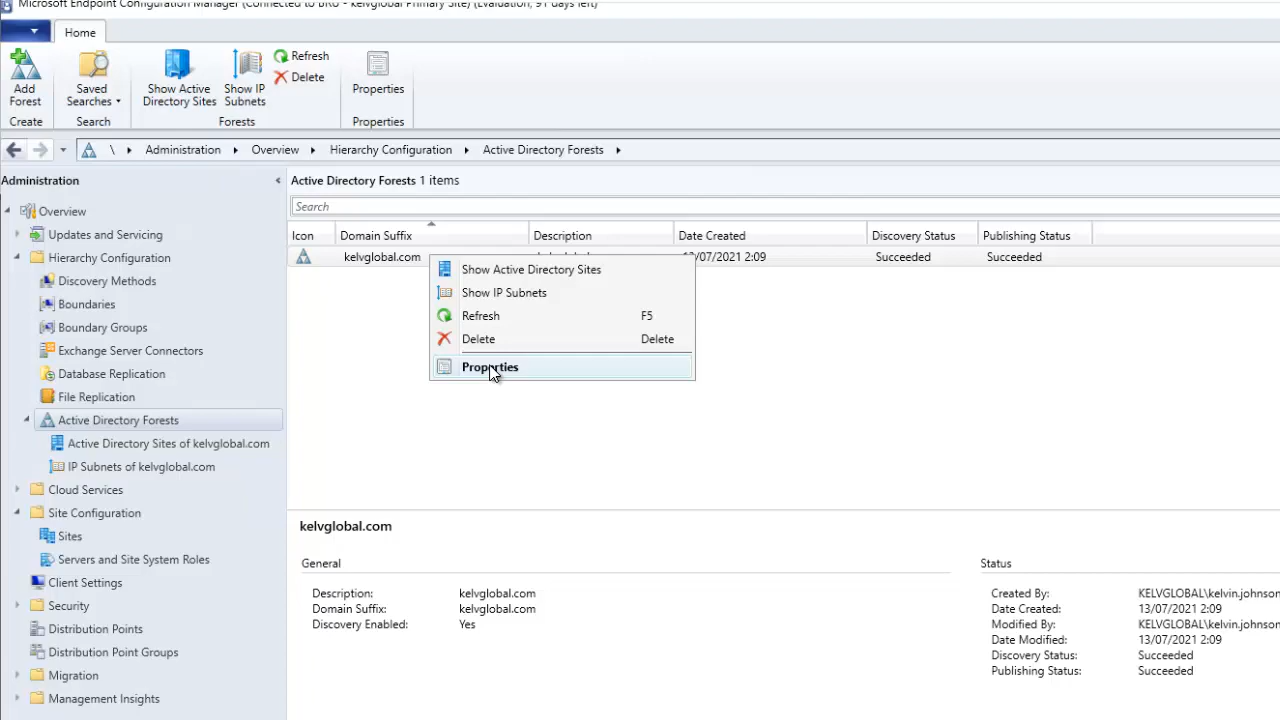 Microsoft Endpoint Configuration Manager (Connected to BRU - kelvglobal Primary Site) (Evaluation, 91 days left)
Home
Add Forest
Saved Searches
Show Active Directory Sites
Show IP Subnets
Refresh
Delete
Properties
Create
Search
Forests
Properties
\ Administration Overview Hierarchy Configuration Active Directory Forests
Administration
Overview
Updates and Servicing
Hierarchy Configuration
Discovery Methods
Boundaries
Boundary Groups
Exchange Server Connectors
Database Replication
File Replication
Active Directory Forests
Active Directory Sites of kelvglobal.com
IP Subnets of kelvglobal.com
Cloud Services
Site Configuration
Sites
Servers and Site System Roles
Client Settings
Security
Distribution Points
Distribution Point Groups
Migration
Management Insights
Active Directory Forests 1 items
Search
Icon Domain Suffix Description Date Created Discovery Status Publishing Status
kelvglobal.com 13/07/2021 2:09 Succeeded Succeeded
Show Active Directory Sites
Show IP Subnets
Refresh F5
Delete Delete
Properties
kelvglobal.com
General
Description: kelvglobal.com
Domain Suffix: kelvglobal.com
Discovery Enabled: Yes
Status
Created By: KELVGLOBAL\kelvin.johnson
Date Created: 13/07/2021 2:09
Modified By: KELVGLOBAL\kelvin.johnson
Date Modified: 13/07/2021 2:09
Discovery Status: Succeeded
Publishing Status: Succeeded